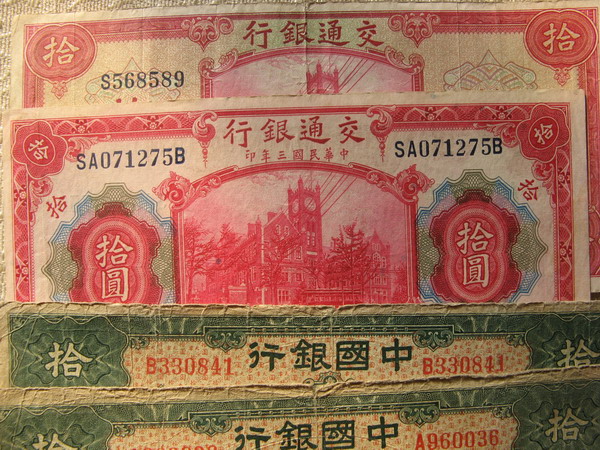 交通銀行
拾 拾
S568589
交通銀行
中華民國三年印
拾 拾
SA071275B SA071275B
拾 拾
拾圓 拾圓
中國銀行
拾 B330841 B330841 拾
中國銀行
拾 A960036 拾